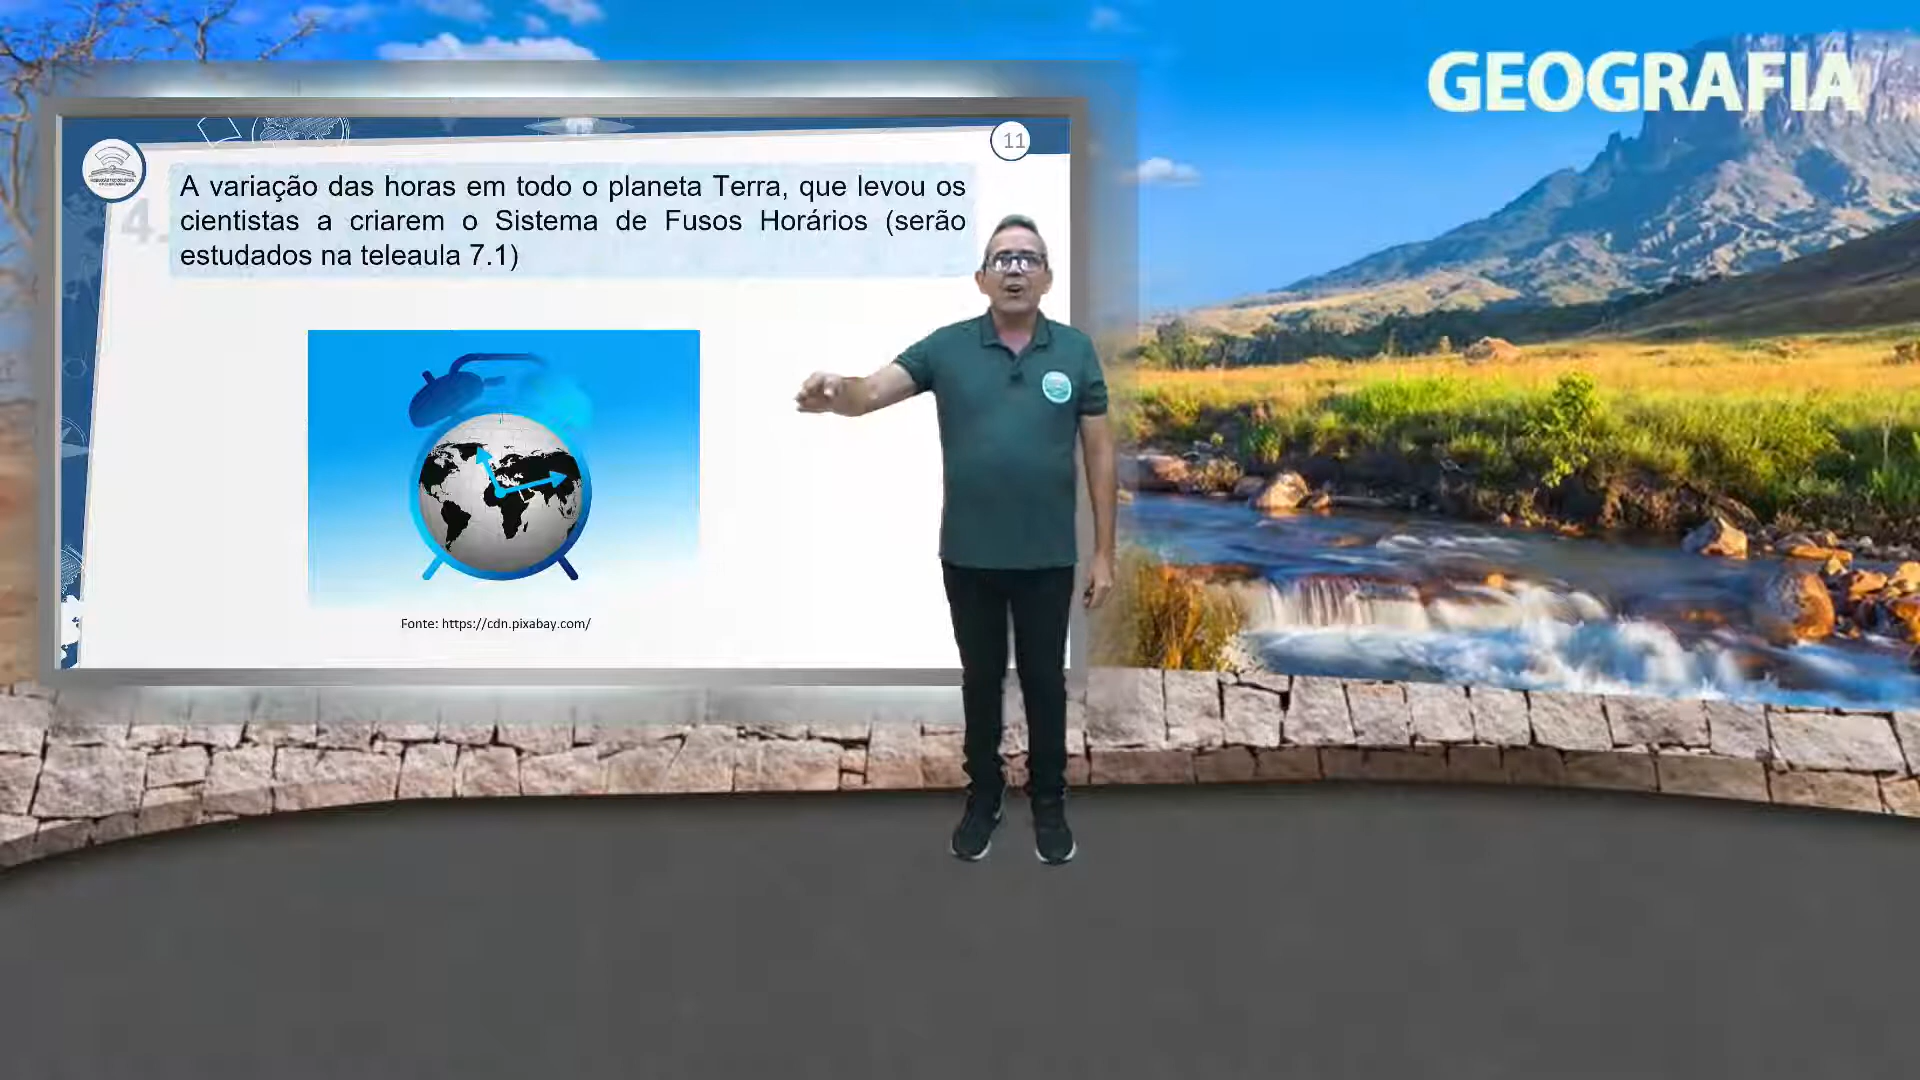 GEOGRAFIA
11
A variação das horas em todo o planeta Terra, que levou os
cientistas a criarem o Sistema de Fusos Horários (serão
estudados na teleaula 7.1)
Fonte: https://cdn.pixabay.com/